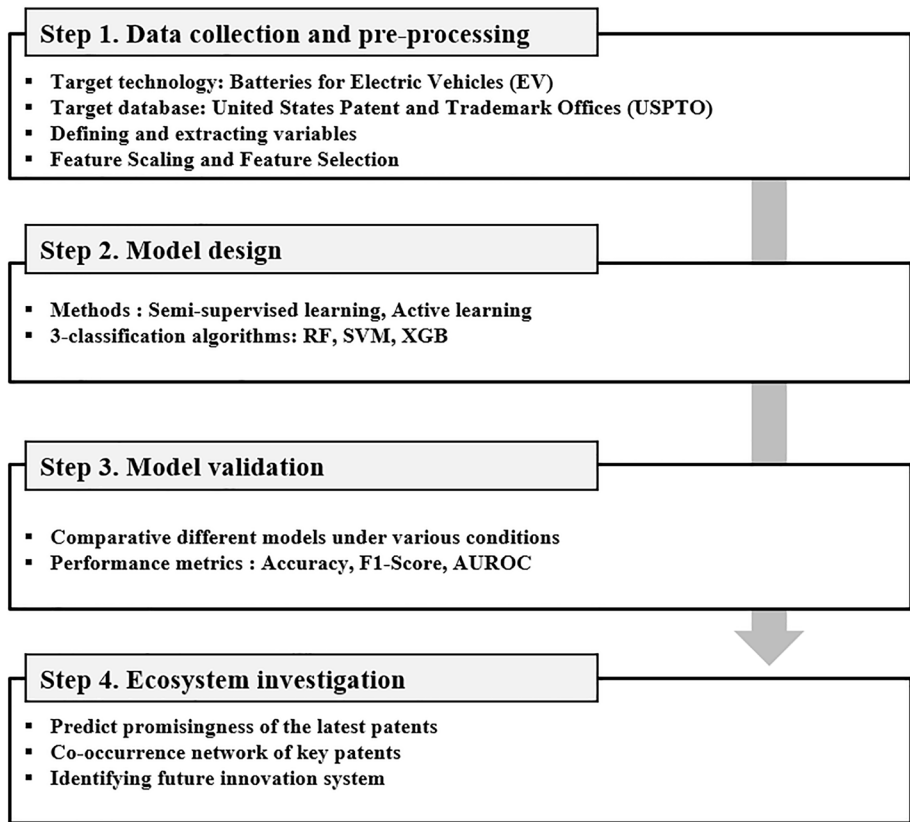 Step 1. Data collection and pre-processing
▪ Target technology: Batteries for Electric Vehicles (EV)
▪ Target database: United States Patent and Trademark Offices (USPTO)
▪ Defining and extracting variables
▪ Feature Scaling and Feature Selection
Step 2. Model design
▪ Methods : Semi-supervised learning, Active learning
▪ 3-classification algorithms: RF, SVM, XGB
Step 3. Model validation
▪ Comparative different models under various conditions
▪ Performance metrics : Accuracy, F1-Score, AUROC
Step 4. Ecosystem investigation
▪ Predict promisingness of the latest patents
▪ Co-occurrence network of key patents
▪ Identifying future innovation system